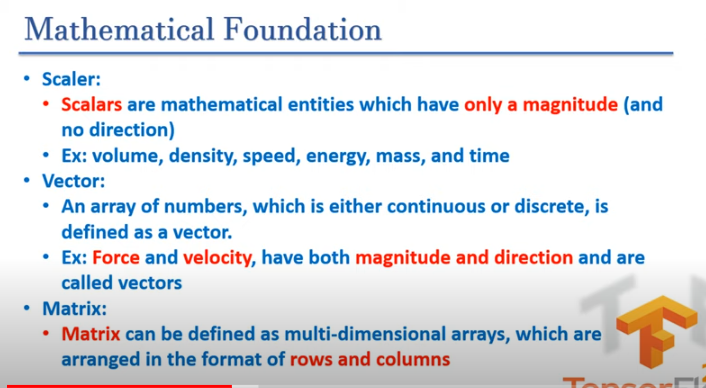 Mathematical Foundation
• Scaler:
• Scalars are mathematical entities which have only a magnitude (and
no direction)
• Ex: volume, density, speed, energy, mass, and time
• Vector:
• An array of numbers, which is either continuous or discrete, is
defined as a vector.
• Ex: Force and velocity, have both magnitude and direction and are
called vectors
• Matrix:
• Matrix can be defined as multi-dimensional arrays, which are
arranged in the format of rows and columns